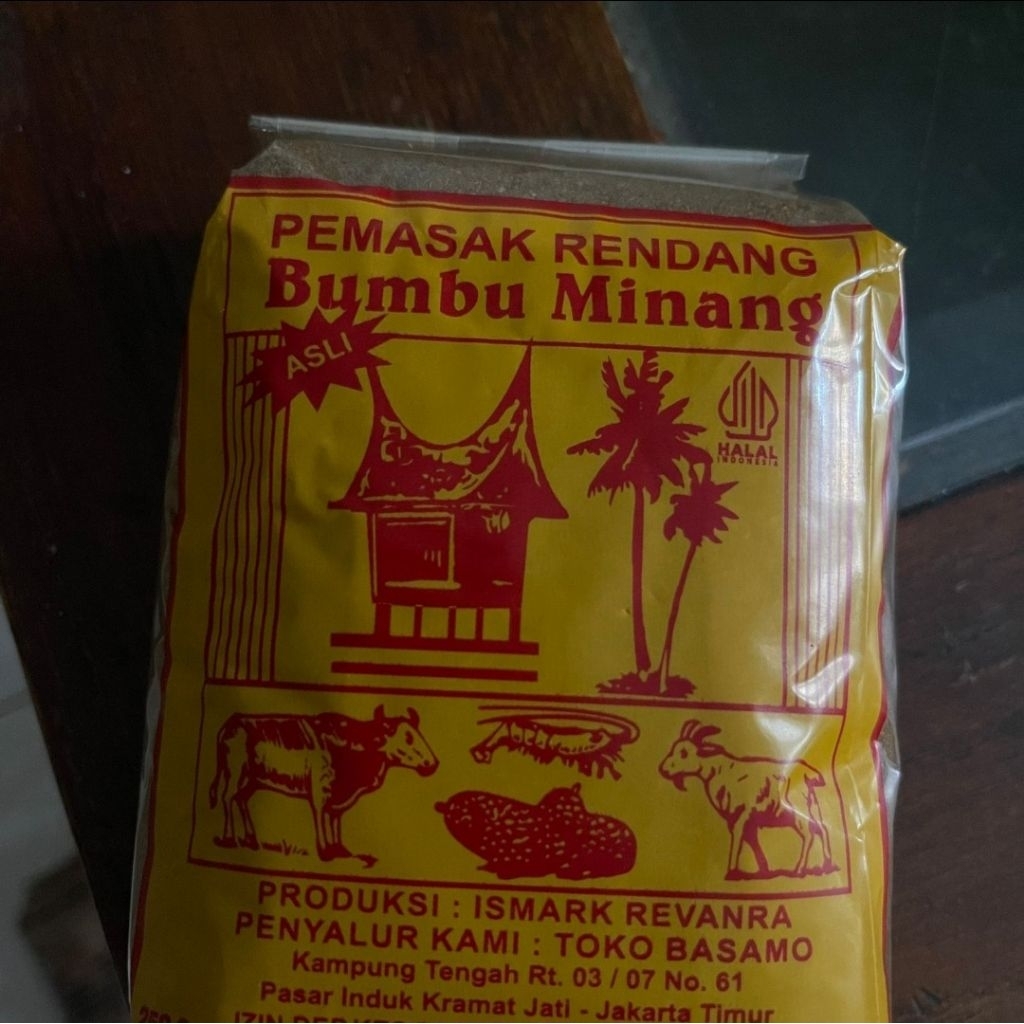 PEMASAK RENDANG
Bumbu Minang
ASLI
HALAL
INDONESIA
PRODUKSI : ISMARK REVANRA
PENYALUR KAMI : TOKO BASAMO
Kampung Tengah Rt. 03 / 07 No. 61
Pasar Induk Kramat Jati - Jakarta Timur